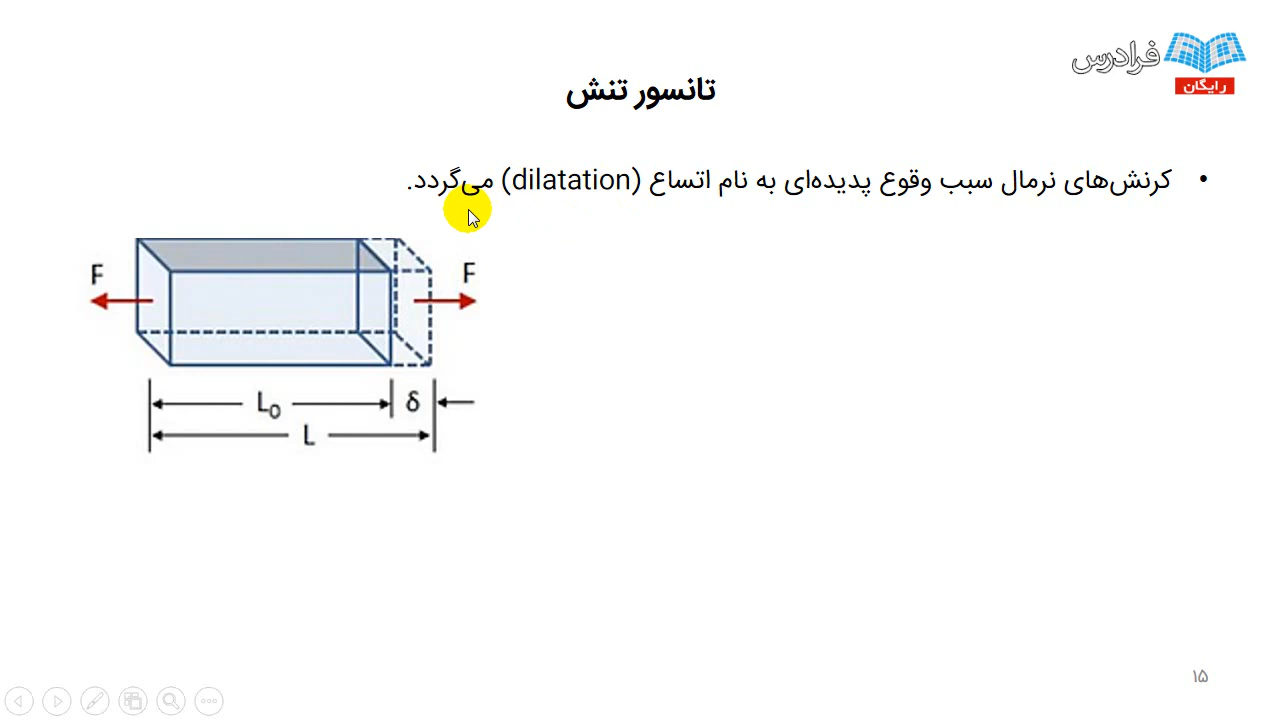 فرادرس
رایگان
تانسور تنش
• کرنش‌های نرمال سبب وقوع پدیده‌ای به نام اتساع (dilatation) می‌گردد.
F
F
L₀
δ
L
۱۵